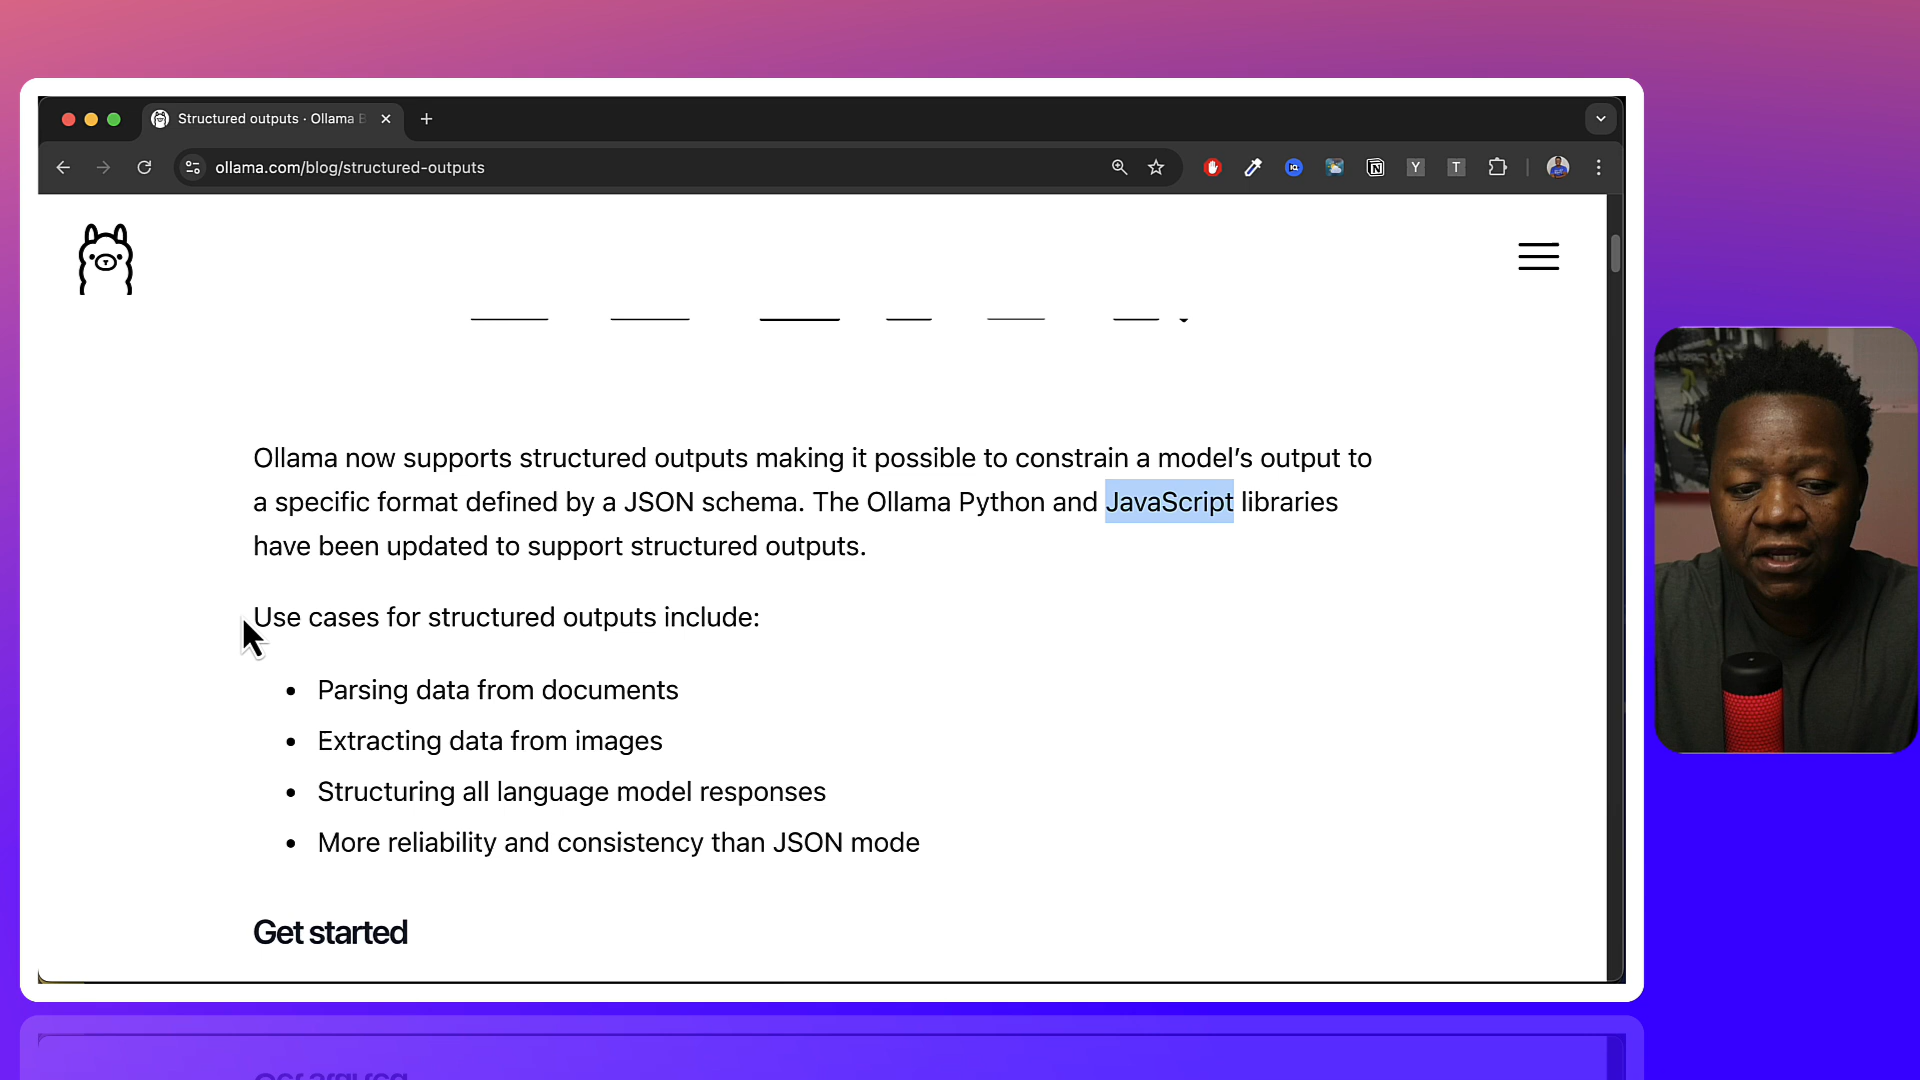 Structured outputs · Ollama B
ollama.com/blog/structured-outputs
IQ
N
Y
T
Ollama now supports structured outputs making it possible to constrain a model’s output to
a specific format defined by a JSON schema. The Ollama Python and JavaScript libraries
have been updated to support structured outputs.
Use cases for structured outputs include:
• Parsing data from documents
• Extracting data from images
• Structuring all language model responses
• More reliability and consistency than JSON mode
Get started